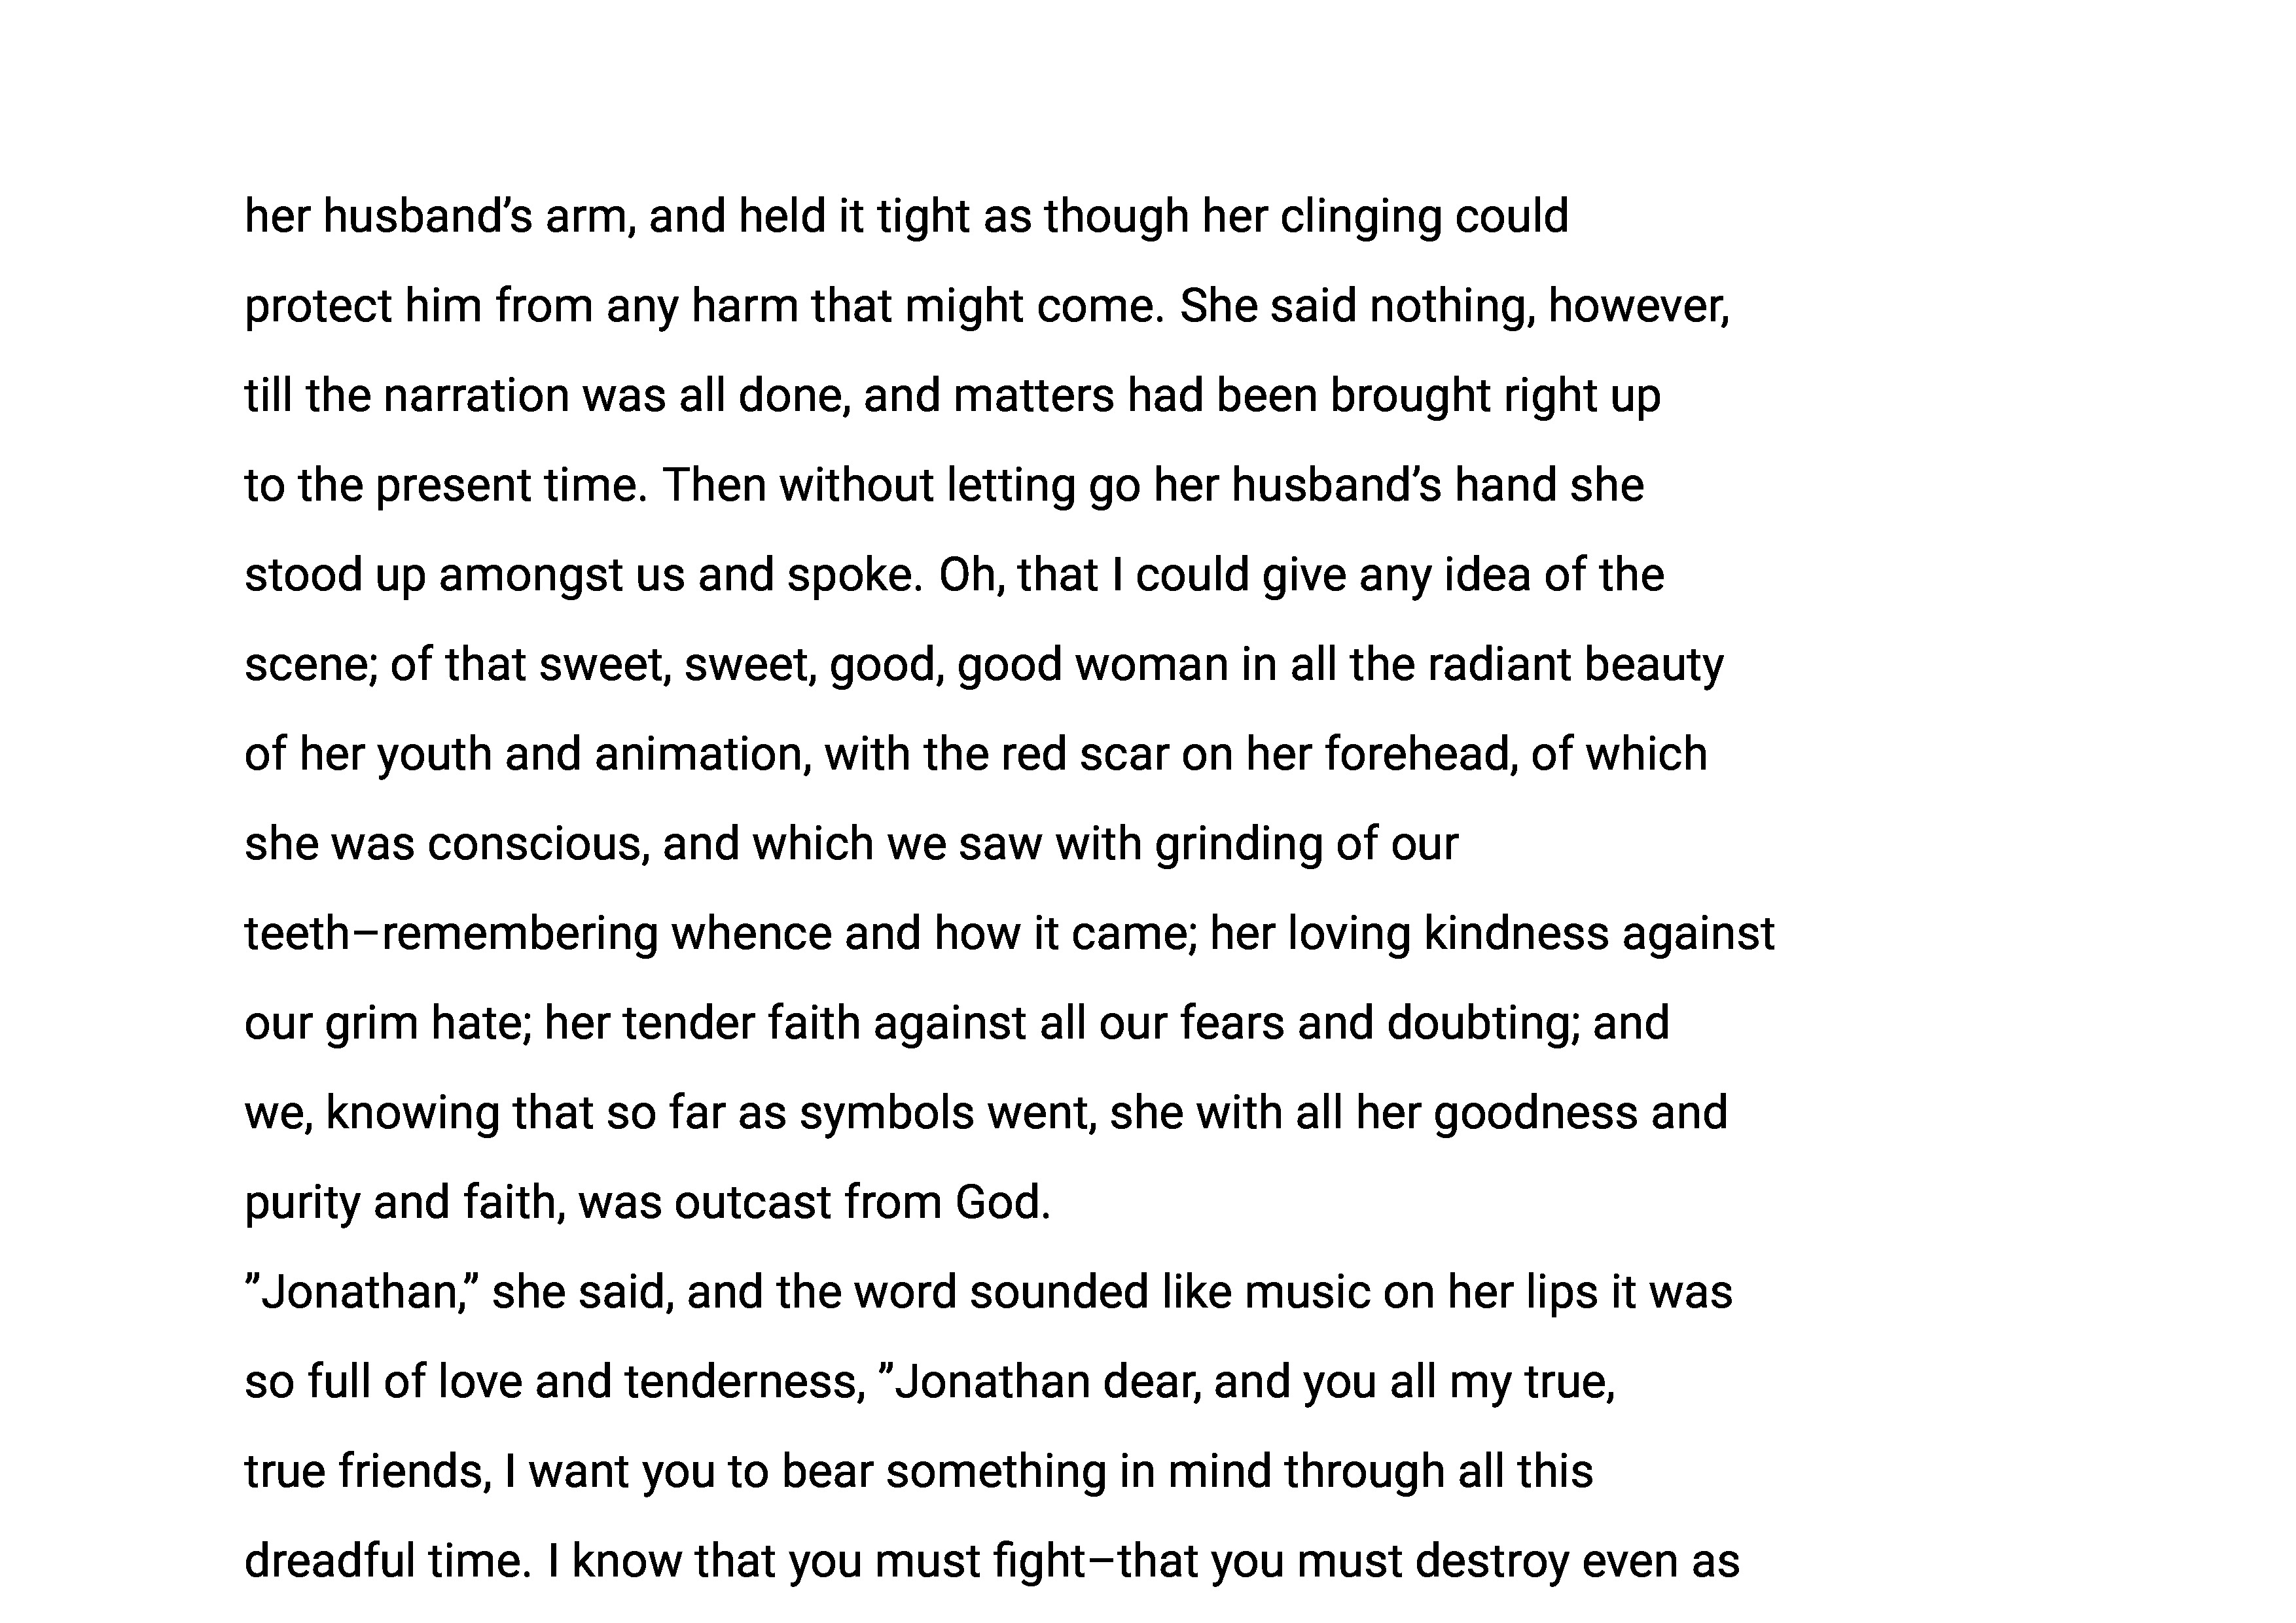 her husband’s arm, and held it tight as though her clinging could
protect him from any harm that might come. She said nothing, however,
till the narration was all done, and matters had been brought right up
to the present time. Then without letting go her husband’s hand she
stood up amongst us and spoke. Oh, that I could give any idea of the
scene; of that sweet, sweet, good, good woman in all the radiant beauty
of her youth and animation, with the red scar on her forehead, of which
she was conscious, and which we saw with grinding of our
teeth–remembering whence and how it came; her loving kindness against
our grim hate; her tender faith against all our fears and doubting; and
we, knowing that so far as symbols went, she with all her goodness and
purity and faith, was outcast from God.
”Jonathan,” she said, and the word sounded like music on her lips it was
so full of love and tenderness, ”Jonathan dear, and you all my true,
true friends, I want you to bear something in mind through all this
dreadful time. I know that you must fight–that you must destroy even as